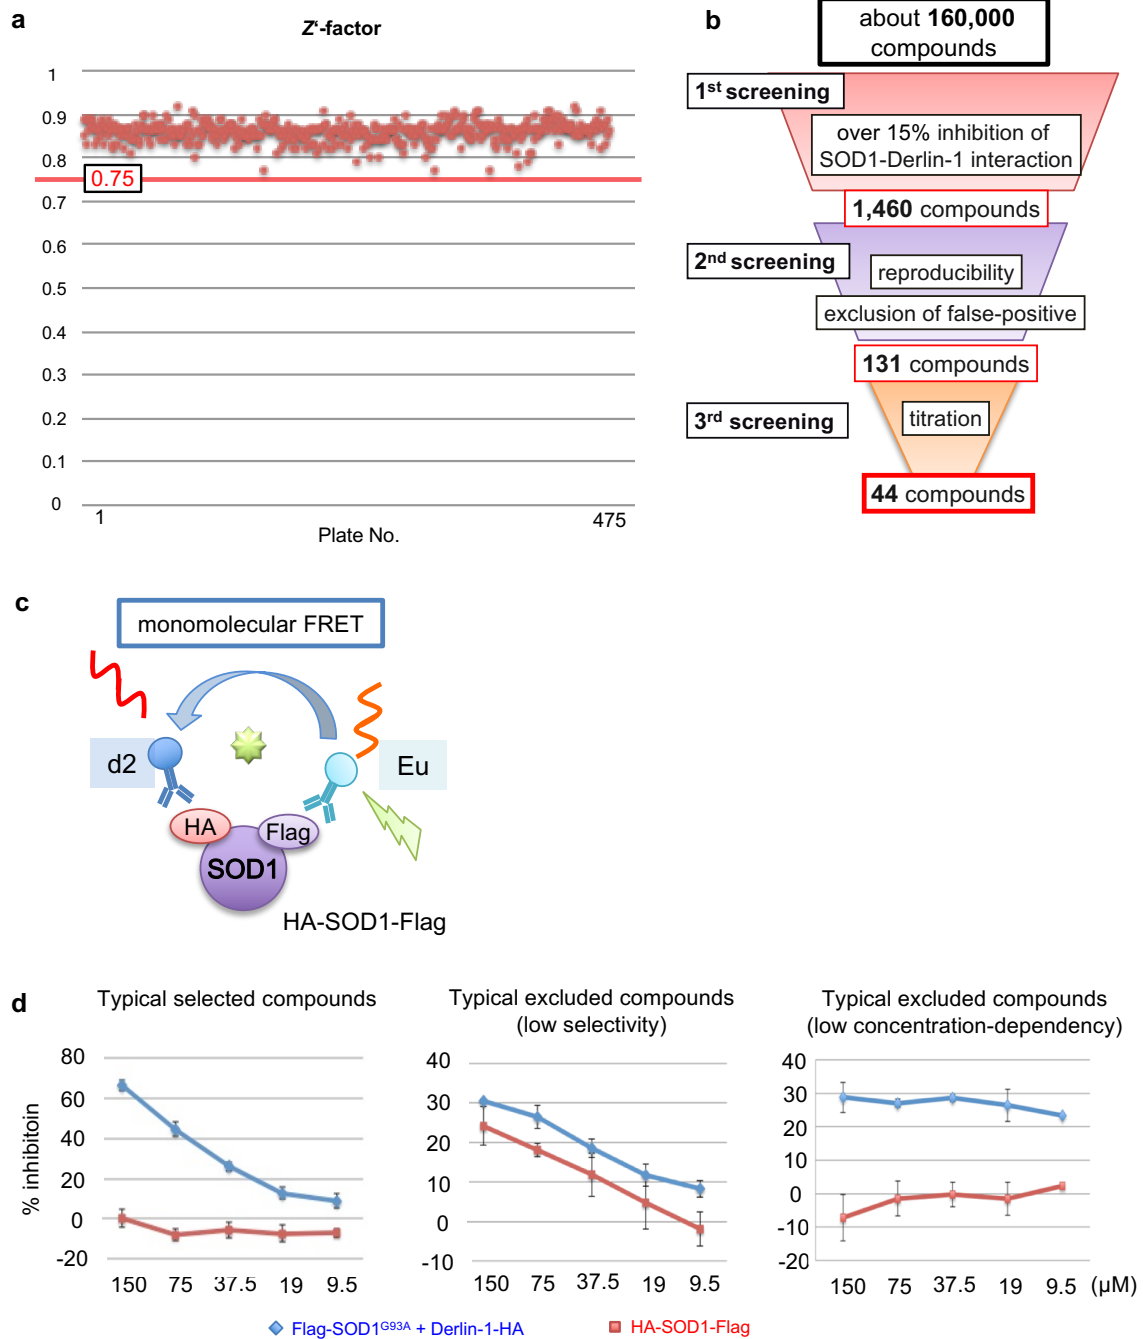 a
Z‘-factor
1
0.9
0.8
0.75
0.7
0.6
0.5
0.4
0.3
0.2
0.1
0
1
475
Plate No.
b
about 160,000
compounds
1st screening
over 15% inhibition of
SOD1-Derlin-1 interaction
1,460 compounds
2nd screening
reproducibility
exclusion of false-positive
131 compounds
3rd screening
titration
44 compounds
c
monomolecular FRET
d2
Eu
HA
Flag
SOD1
HA-SOD1-Flag
d
Typical selected compounds
% inhibitoin
80
60
40
20
0
-20
150 75 37.5 19 9.5
Typical excluded compounds
(low selectivity)
40
30
20
10
0
-10
150 75 37.5 19 9.5
Typical excluded compounds
(low concentration-dependency)
40
30
20
10
0
-10
-20
150 75 37.5 19 9.5 (µM)
Flag-SOD1G93A + Derlin-1-HA
HA-SOD1-Flag